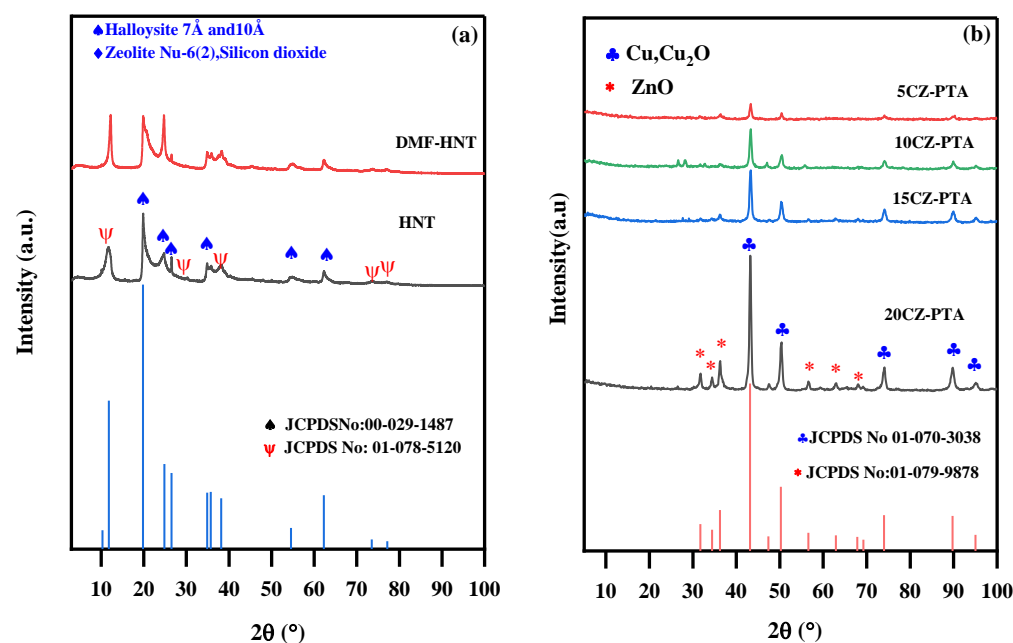 ♠Halloysite 7Å and10Å
♦Zeolite Nu-6(2),Silicon dioxide
(a)
DMF-HNT
HNT
ψ ♠ ♠ ♠ ψ ♠ ψ ♠ ♠ ψ ψ
♠ JCPDSNo:00-029-1487
ψ JCPDS No: 01-078-5120
Intensity (a.u.)
10 20 30 40 50 60 70 80 90 100
2θ (°)
(b)
♣ Cu,Cu₂O
* ZnO
5CZ-PTA
10CZ-PTA
15CZ-PTA
20CZ-PTA
* * * ♣ ♣ * * * ♣ ♣ ♣
♣JCPDS No 01-070-3038
* JCPDS No:01-079-9878
Intensity (a.u)
10 20 30 40 50 60 70 80 90 100
2θ (°)